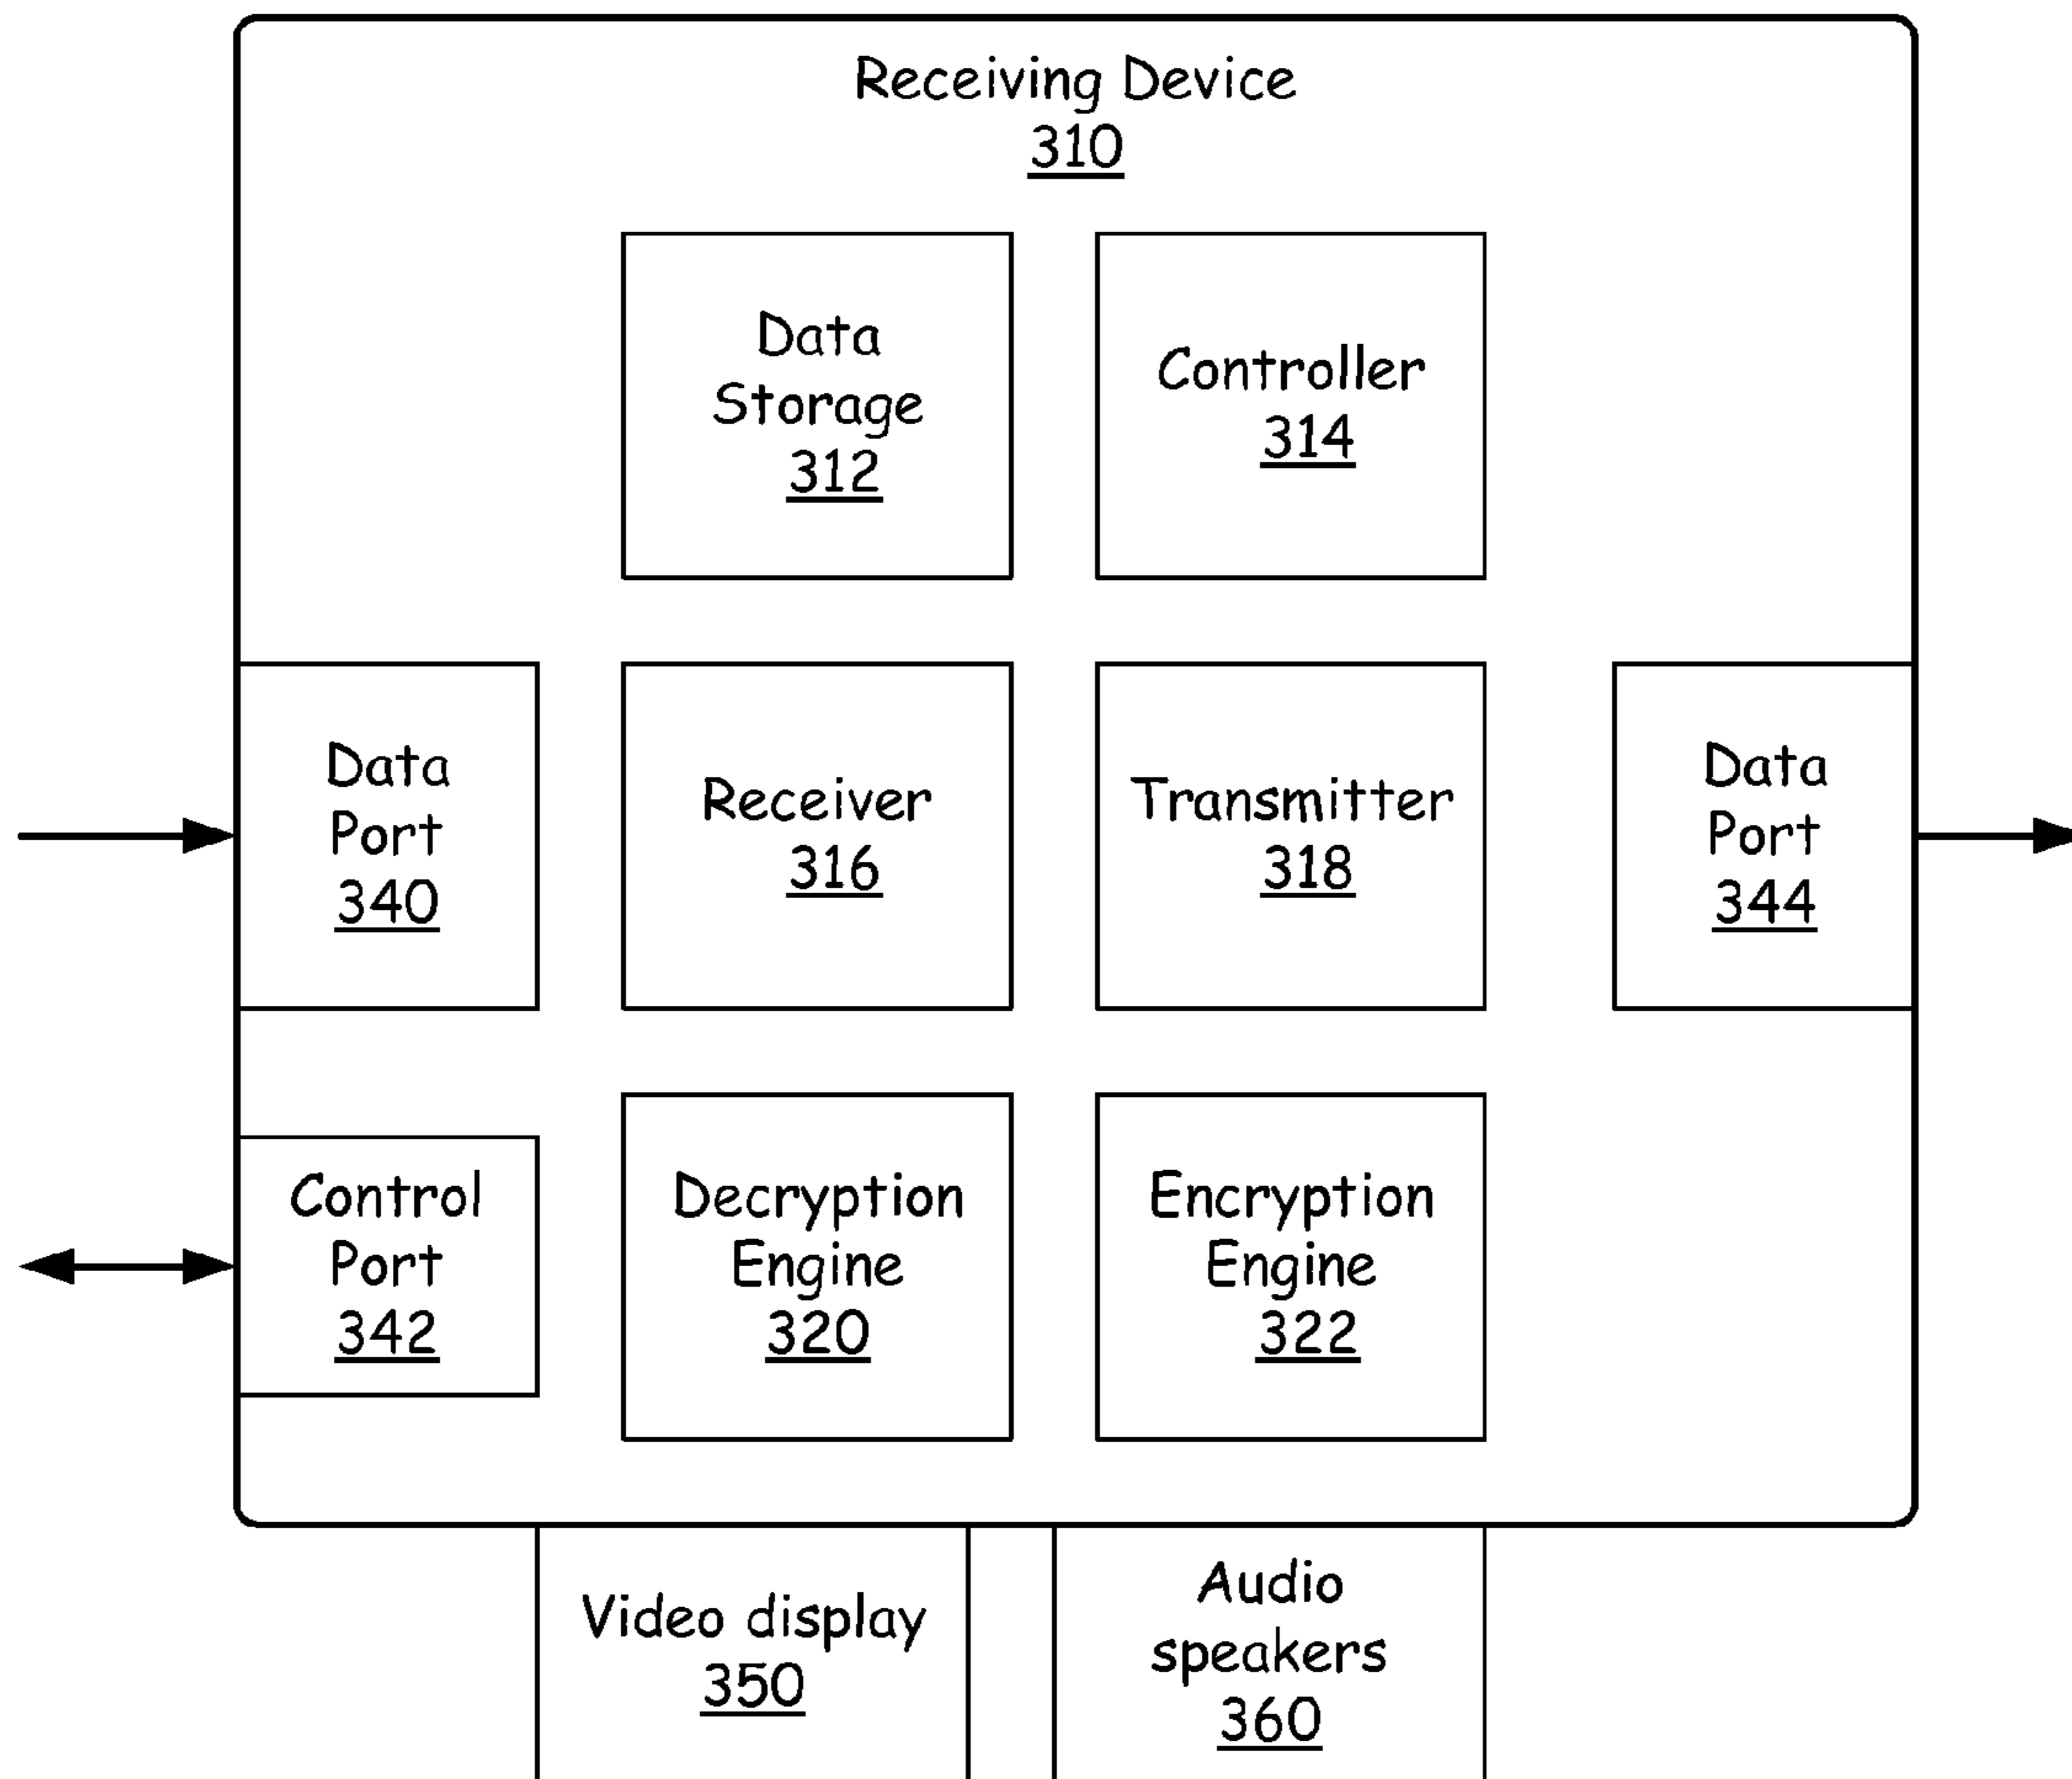 Receiving Device
310
Data
Storage
312
Controller
314
Data
Port
340
Receiver
316
Transmitter
318
Data
Port
344
Control
Port
342
Decryption
Engine
320
Encryption
Engine
322
Video display
350
Audio
speakers
360